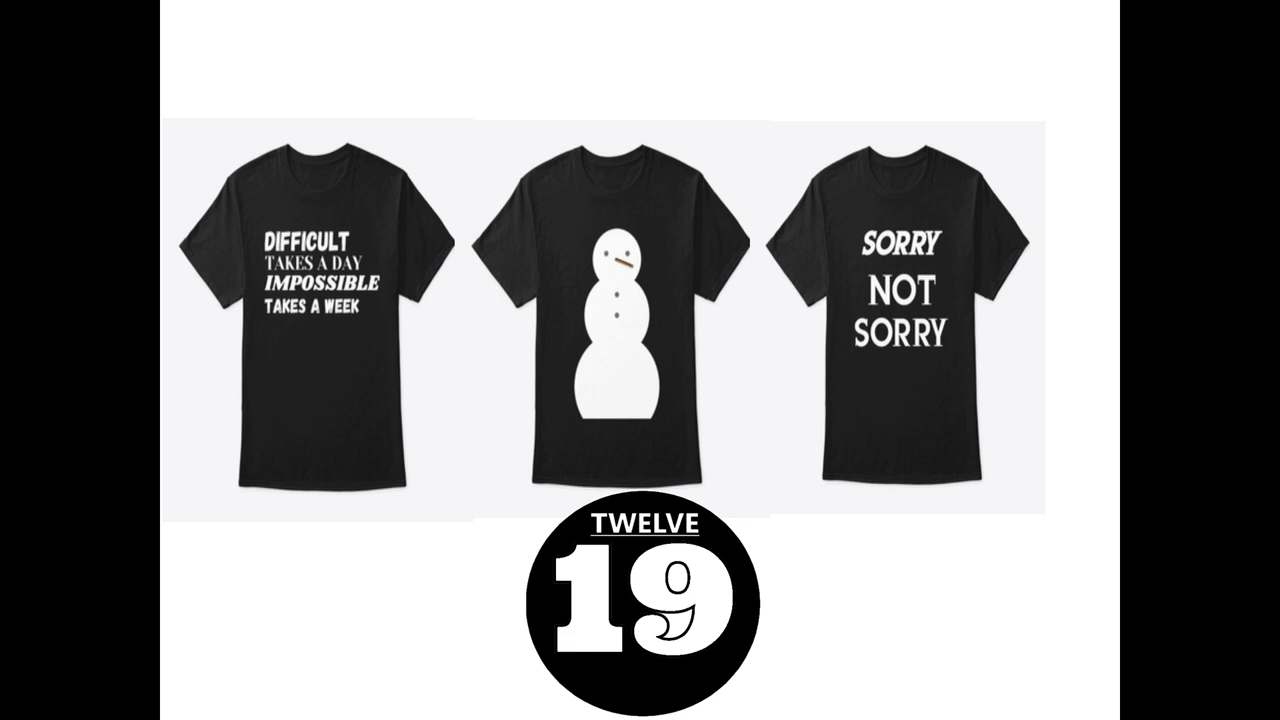 DIFFICULT
TAKES A DAY
IMPOSSIBLE
TAKES A WEEK
SORRY
NOT
SORRY
TWELVE
19